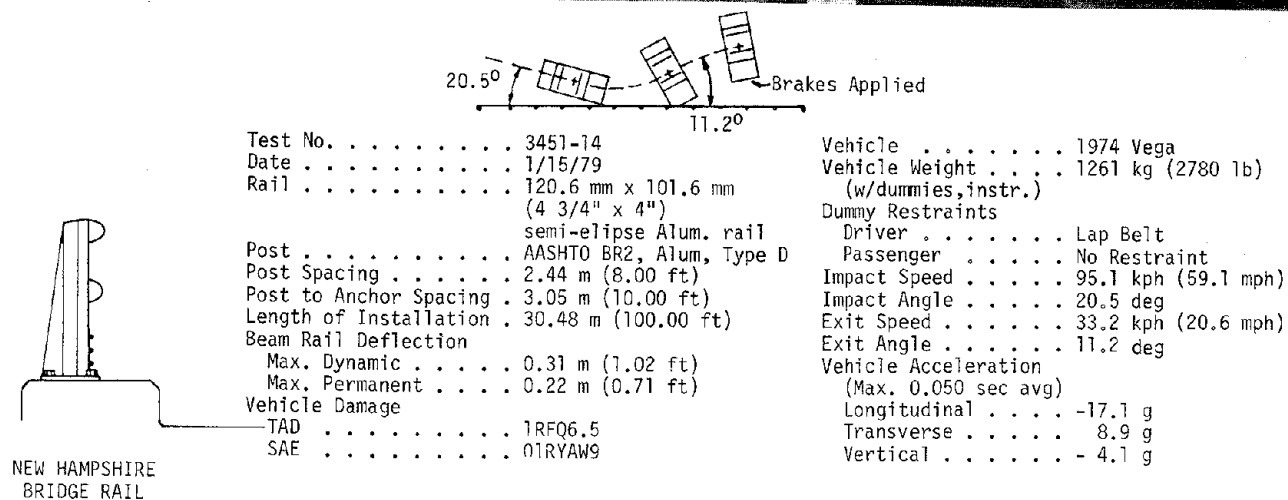 20.5⁰
Brakes Applied
11.2⁰
Test No. . . . . . . . . . 3451-14
Date . . . . . . . . . . . 1/15/79
Rail . . . . . . . . . . . 120.6 mm x 101.6 mm
(4 3/4" x 4")
semi-elipse Alum. rail
Post . . . . . . . . . . . AASHTO BR2, Alum, Type D
Post Spacing . . . . . . . 2.44 m (8.00 ft)
Post to Anchor Spacing . 3.05 m (10.00 ft)
Length of Installation . 30.48 m (100.00 ft)
Beam Rail Deflection
Max. Dynamic . . . . . 0.31 m (1.02 ft)
Max. Permanent . . . . 0.22 m (0.71 ft)
Vehicle Damage
TAD . . . . . . . . . . 1RFQ6.5
SAE . . . . . . . . . . 01RYAW9
Vehicle . . . . . . . 1974 Vega
Vehicle Weight . . . . 1261 kg (2780 lb)
(w/dummies,instr.)
Dummy Restraints
Driver . . . . . . . Lap Belt
Passenger . . . . . No Restraint
Impact Speed . . . . . 95.1 kph (59.1 mph)
Impact Angle . . . . . 20.5 deg
Exit Speed . . . . . . 33.2 kph (20.6 mph)
Exit Angle . . . . . . 11.2 deg
Vehicle Acceleration
(Max. 0.050 sec avg)
Longitudinal . . . . -17.1 g
Transverse . . . . . 8.9 g
Vertical . . . . . . - 4.1 g
NEW HAMPSHIRE
BRIDGE RAIL